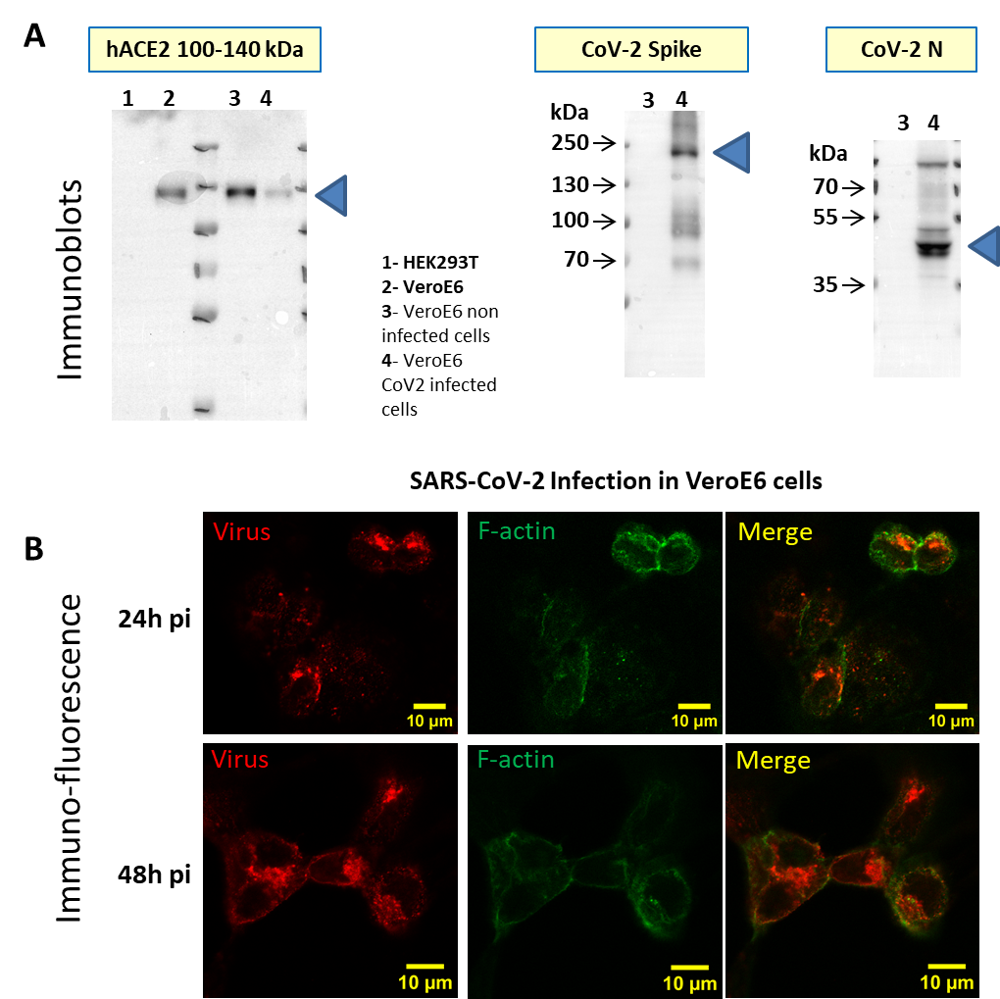 A
hACE2 100-140 kDa
CoV-2 Spike
CoV-2 N
1 2 3 4
3 4
3 4
kDa
250
130
100
70
kDa
70
55
35
Immunoblots
1- HEK293T
2- VeroE6
3- VeroE6 non
infected cells
4- VeroE6
CoV2 infected
cells
SARS-CoV-2 Infection in VeroE6 cells
B
Immuno-fluorescence
24h pi
Virus
F-actin
Merge
10 µm
10 µm
10 µm
48h pi
Virus
F-actin
Merge
10 µm
10 µm
10 µm